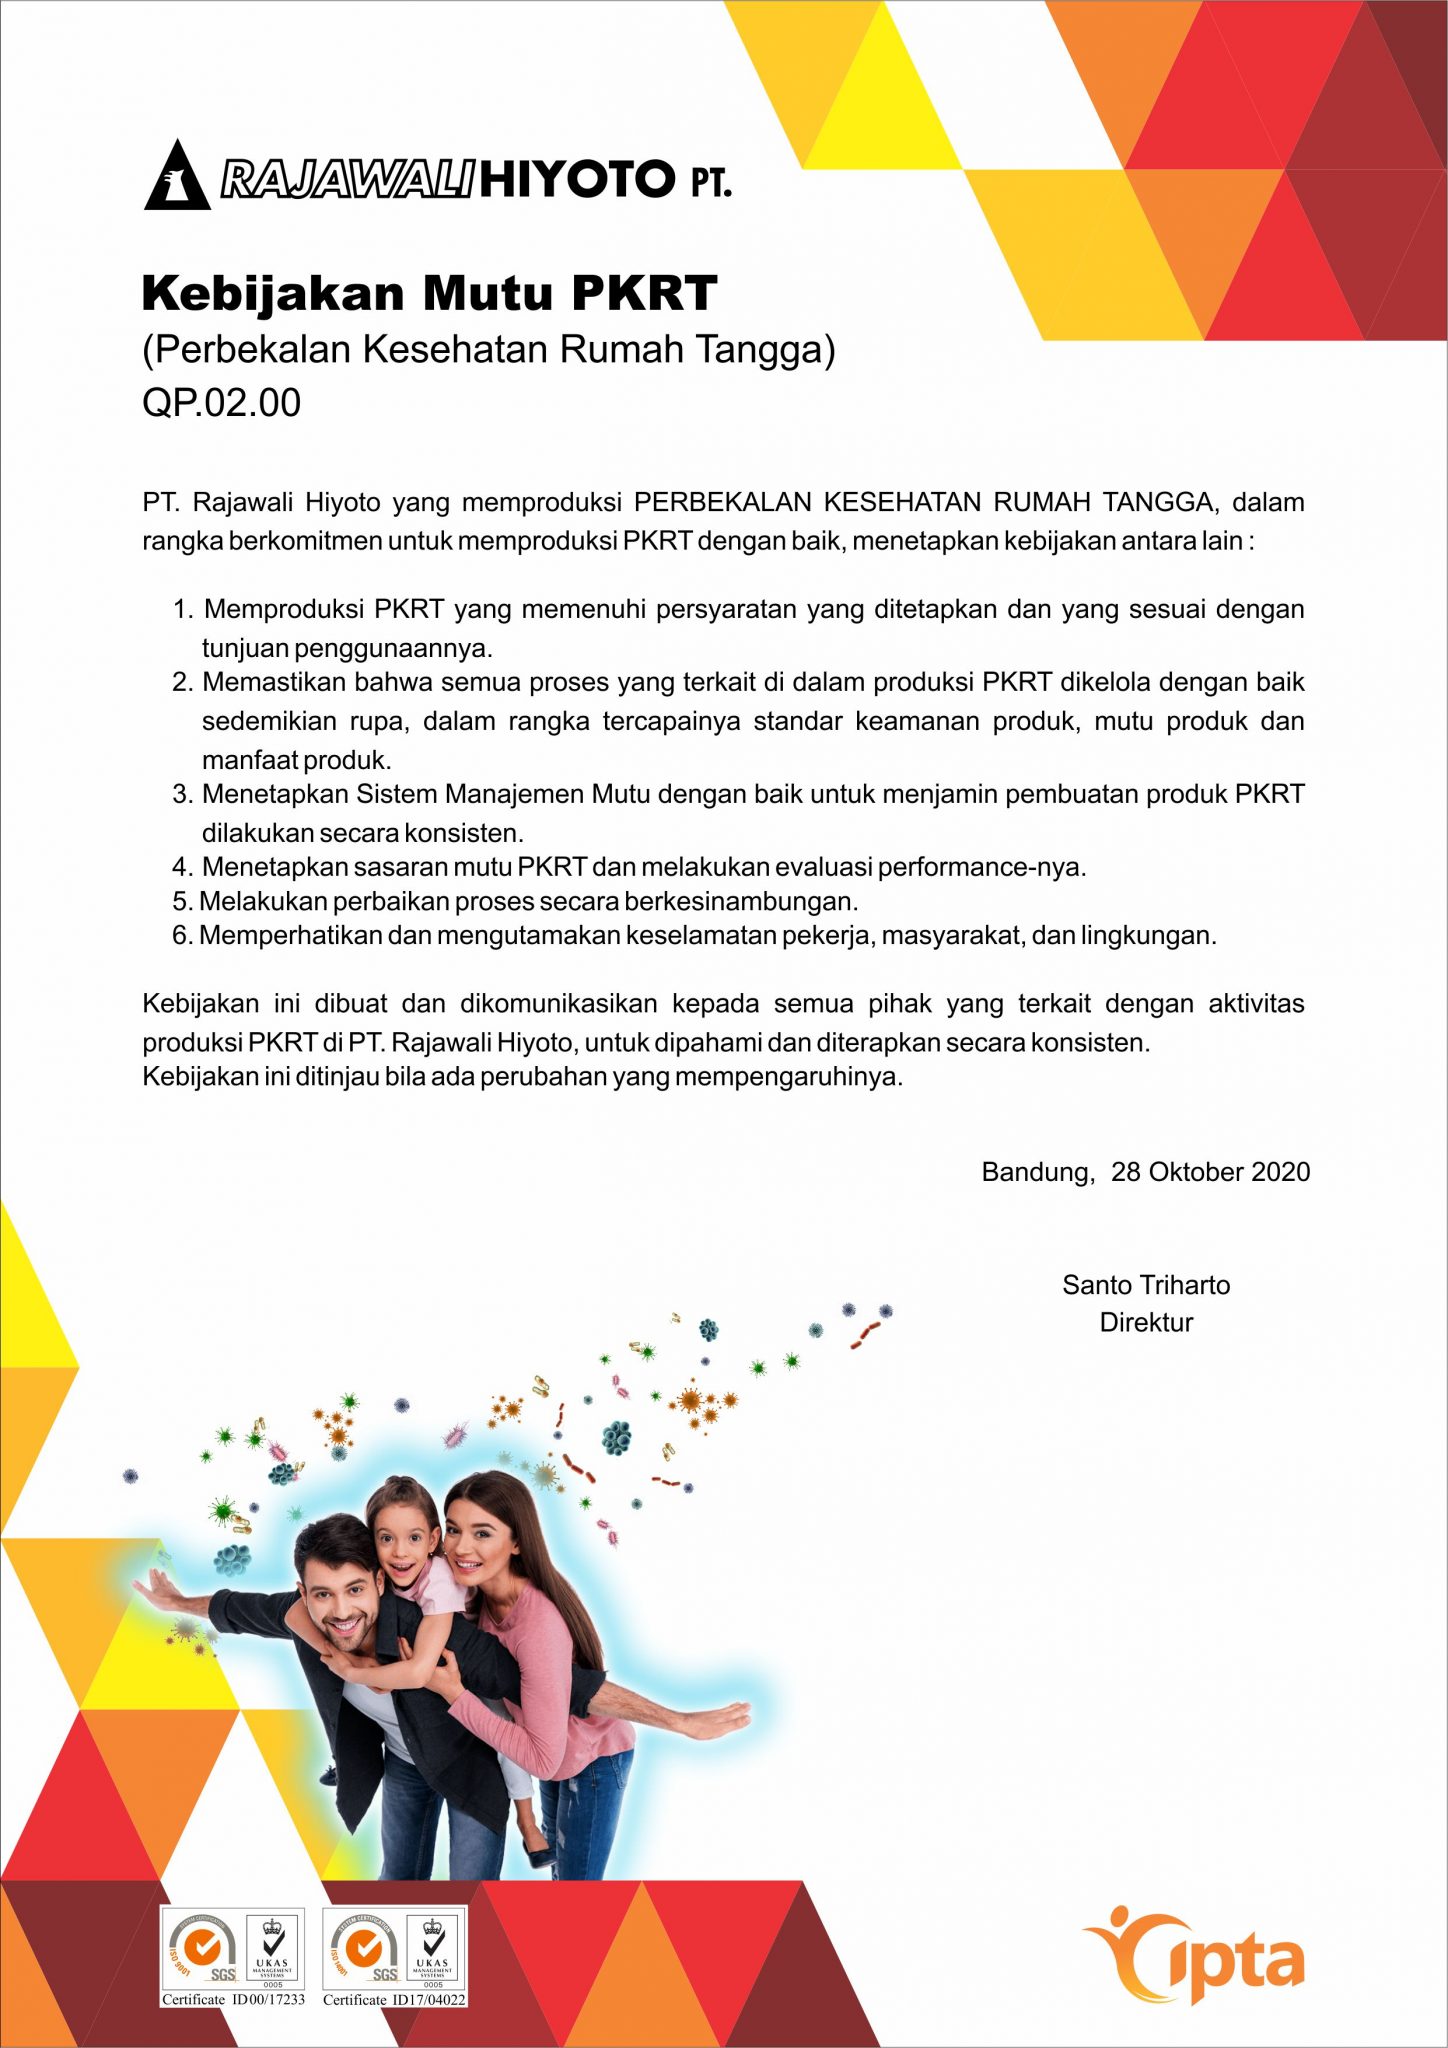 RAJAWALI HIYOTO PT.
Kebijakan Mutu PKRT
(Perbekalan Kesehatan Rumah Tangga)
QP.02.00
PT. Rajawali Hiyoto yang memproduksi PERBEKALAN KESEHATAN RUMAH TANGGA, dalam
rangka berkomitmen untuk memproduksi PKRT dengan baik, menetapkan kebijakan antara lain :
1. Memproduksi PKRT yang memenuhi persyaratan yang ditetapkan dan yang sesuai dengan
tunjuan penggunaannya.
2. Memastikan bahwa semua proses yang terkait di dalam produksi PKRT dikelola dengan baik
sedemikian rupa, dalam rangka tercapainya standar keamanan produk, mutu produk dan
manfaat produk.
3. Menetapkan Sistem Manajemen Mutu dengan baik untuk menjamin pembuatan produk PKRT
dilakukan secara konsisten.
4. Menetapkan sasaran mutu PKRT dan melakukan evaluasi performance-nya.
5. Melakukan perbaikan proses secara berkesinambungan.
6. Memperhatikan dan mengutamakan keselamatan pekerja, masyarakat, dan lingkungan.
Kebijakan ini dibuat dan dikomunikasikan kepada semua pihak yang terkait dengan aktivitas
produksi PKRT di PT. Rajawali Hiyoto, untuk dipahami dan diterapkan secara konsisten.
Kebijakan ini ditinjau bila ada perubahan yang mempengaruhinya.
Bandung, 28 Oktober 2020
Santo Triharto
Direktur
SYSTEM CERTIFICATION
ISO 9001
SGS
UKAS
MANAGEMENT
SYSTEMS
0005
Certificate ID00/17233
SYSTEM CERTIFICATION
ISO 14001
SGS
UKAS
MANAGEMENT
SYSTEMS
0005
Certificate ID17/04022
Cipta